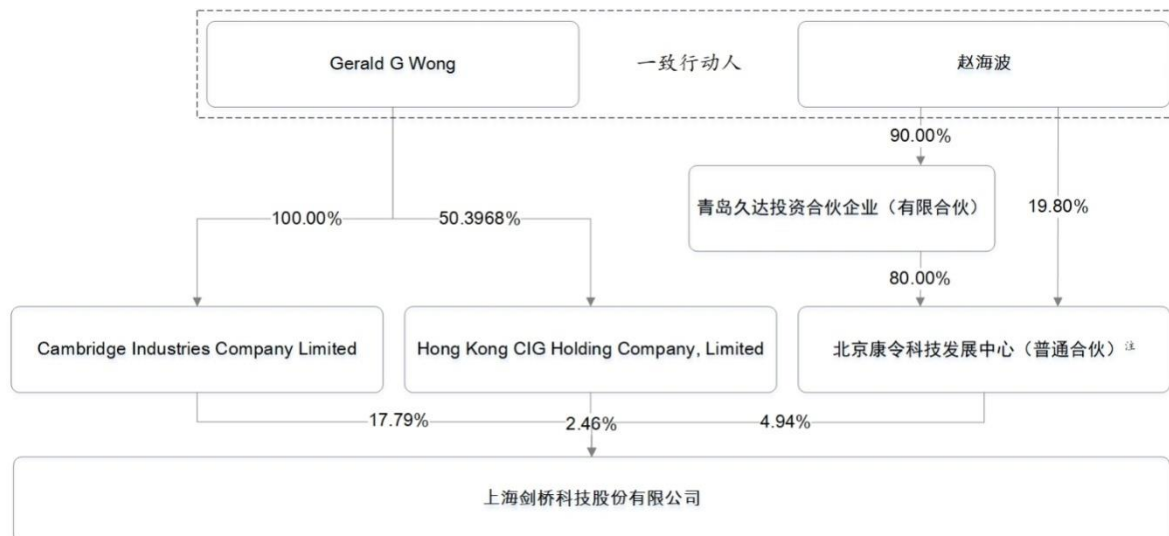 Gerald G Wong
一致行动人
赵海波
90.00%
青岛久达投资合伙企业（有限合伙）
19.80%
100.00%
50.3968%
80.00%
Cambridge Industries Company Limited
Hong Kong CIG Holding Company, Limited
北京康令科技发展中心（普通合伙）注
17.79%
2.46%
4.94%
上海剑桥科技股份有限公司